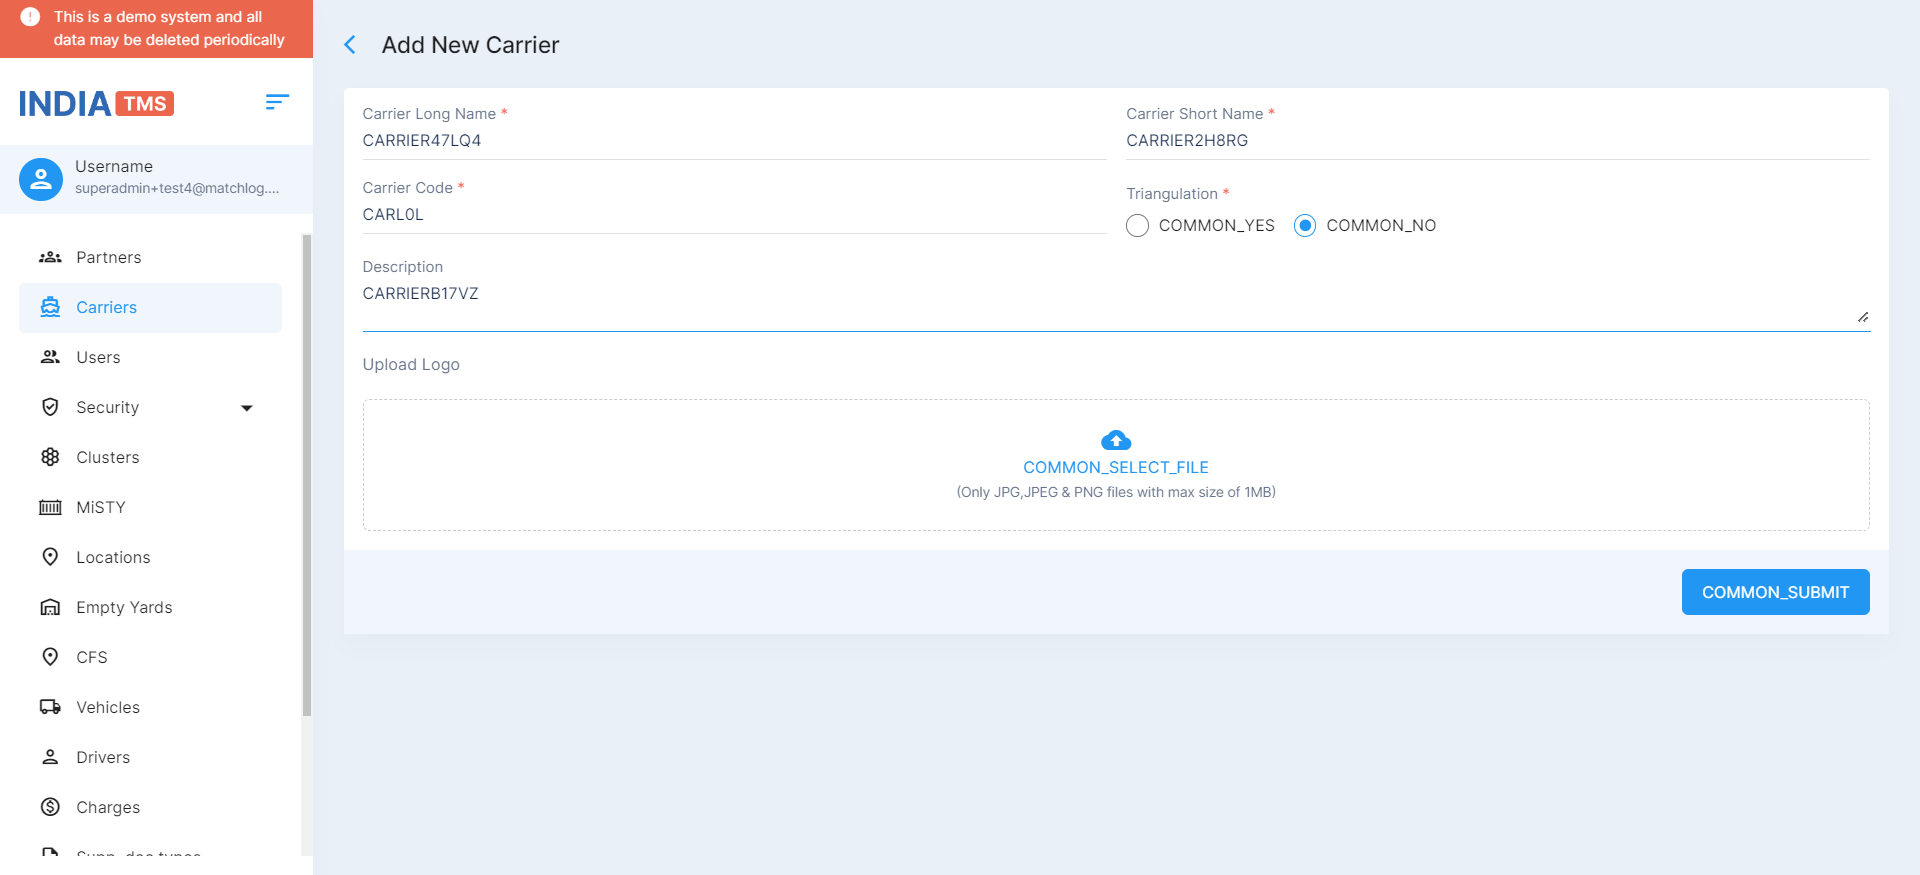 This is a demo system and all
data may be deleted periodically
INDIA TMS
Username
superadmin+test4@matchlog....
Partners
Carriers
Users
Security
Clusters
MiSTY
Locations
Empty Yards
CFS
Vehicles
Drivers
Charges
Add New Carrier
Carrier Long Name *
CARRIER47LQ4
Carrier Short Name *
CARRIER2H8RG
Carrier Code *
CARL0L
Triangulation *
COMMON_YES COMMON_NO
Description
CARRIERB17VZ
Upload Logo
COMMON_SELECT_FILE
(Only JPG,JPEG & PNG files with max size of 1MB)
COMMON_SUBMIT